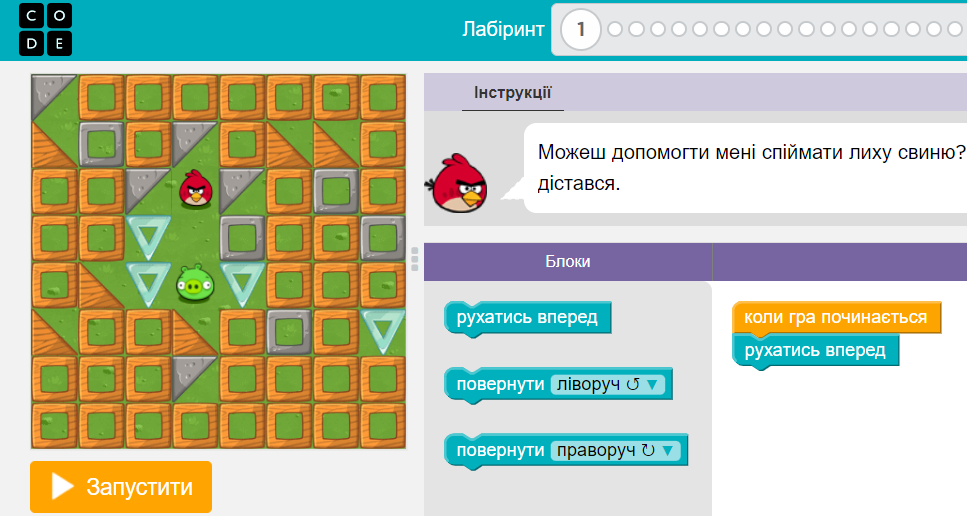 C O
D E
Лабіринт 1
Інструкції
Можеш допомогти мені спіймати лиху свиню?
дістався.
Блоки
рухатись вперед
повернути ліворуч ↺ ▼
повернути праворуч ↻ ▼
коли гра починається
рухатись вперед
Запустити